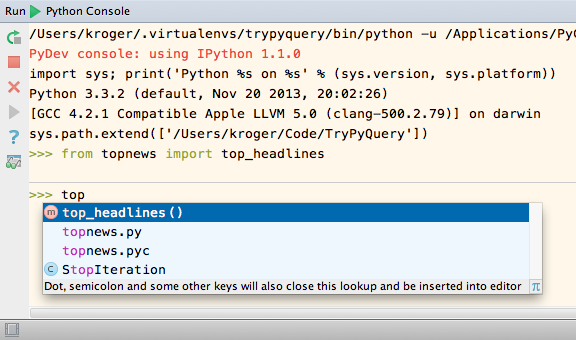 Run Python Console
/Users/kroger/.virtualenvs/trypyquery/bin/python -u /Applications/PyC
PyDev console: using IPython 1.1.0
import sys; print('Python %s on %s' % (sys.version, sys.platform))
Python 3.3.2 (default, Nov 20 2013, 20:02:26)
[GCC 4.2.1 Compatible Apple LLVM 5.0 (clang-500.2.79)] on darwin
sys.path.extend(['/Users/kroger/Code/TryPyQuery'])
>>> from topnews import top_headlines
>>> top
m top_headlines()
topnews.py
topnews.pyc
C StopIteration
Dot, semicolon and some other keys will also close this lookup and be inserted into editor π